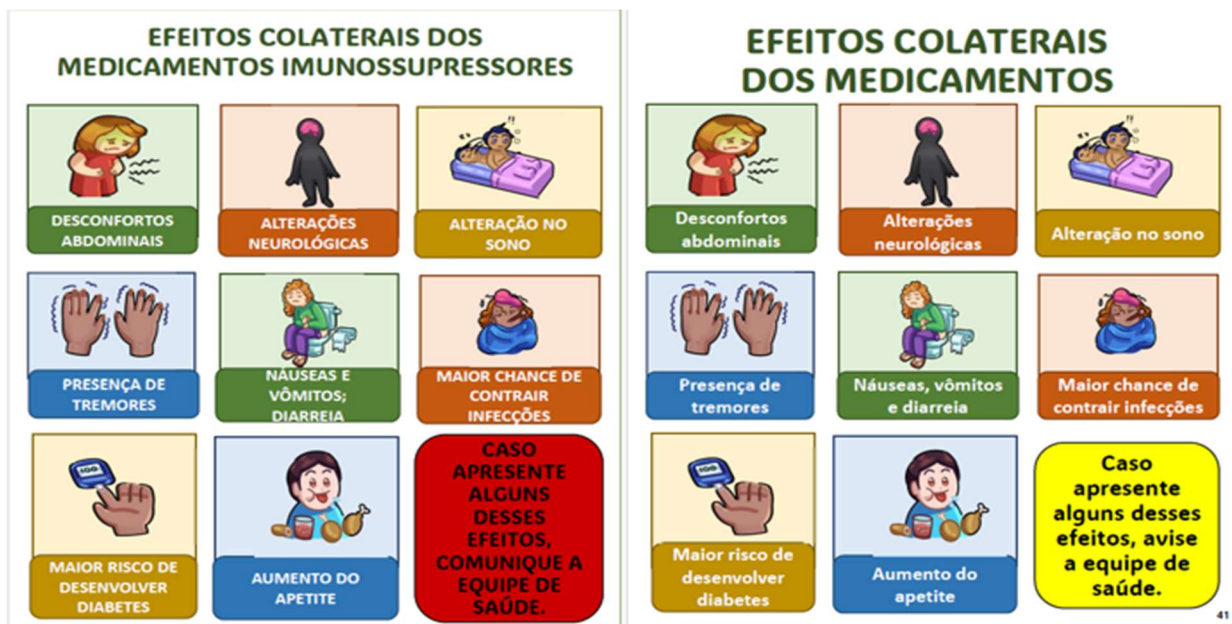 EFEITOS COLATERAIS DOS
MEDICAMENTOS IMUNOSSUPRESSORES
DESCONFORTOS
ABDOMINAIS
ALTERAÇÕES
NEUROLÓGICAS
ALTERAÇÃO NO
SONO
PRESENÇA DE
TREMORES
NÁUSEAS E
VÔMITOS;
DIARREIA
MAIOR CHANCE DE
CONTRAIR
INFECÇÕES
MAIOR RISCO DE
DESENVOLVER
DIABETES
AUMENTO DO
APETITE
CASO
APRESENTE
ALGUNS
DESSES
EFEITOS,
COMUNIQUE A
EQUIPE DE
SAÚDE.
EFEITOS COLATERAIS
DOS MEDICAMENTOS
Desconfortos
abdominais
Alterações
neurológicas
Alteração no sono
Presença de
tremores
Náuseas, vômitos
e diarreia
Maior chance de
contrair infecções
Maior risco de
desenvolver
diabetes
Aumento do
apetite
Caso
apresente
alguns desses
efeitos, avise
a equipe de
saúde.
41